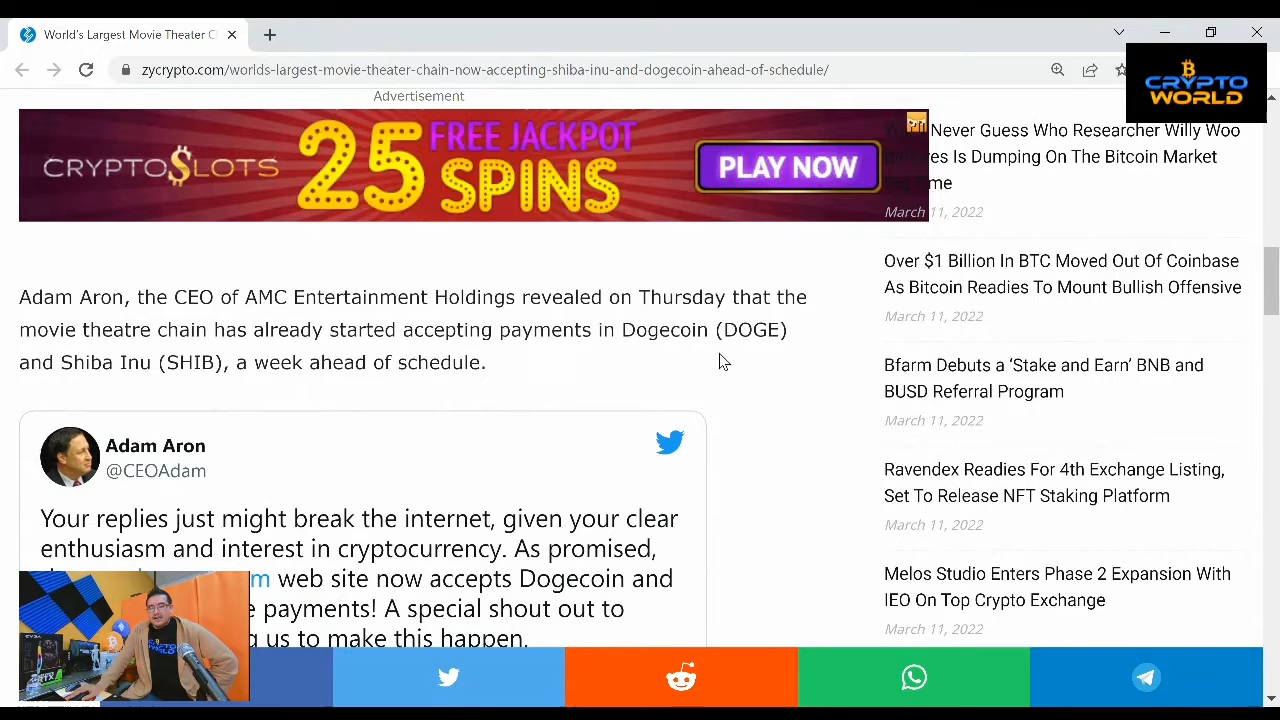 World's Largest Movie Theater C
zycrypto.com/worlds-largest-movie-theater-chain-now-accepting-shiba-inu-and-dogecoin-ahead-of-schedule/
CRYPTO
WORLD
Advertisement
CRYPTO$LOTS
25
FREE JACKPOT
SPINS
PLAY NOW
Adam Aron, the CEO of AMC Entertainment Holdings revealed on Thursday that the
movie theatre chain has already started accepting payments in Dogecoin (DOGE)
and Shiba Inu (SHIB), a week ahead of schedule.
Adam Aron
@CEOAdam
Your replies just might break the internet, given your clear
enthusiasm and interest in cryptocurrency. As promised,
web site now accepts Dogecoin and
payments! A special shout out to
us to make this happen.
Never Guess Who Researcher Willy Woo
Is Dumping On The Bitcoin Market
March 11, 2022
Over $1 Billion In BTC Moved Out Of Coinbase
As Bitcoin Readies To Mount Bullish Offensive
March 11, 2022
Bfarm Debuts a ‘Stake and Earn’ BNB and
BUSD Referral Program
March 11, 2022
Ravendex Readies For 4th Exchange Listing,
Set To Release NFT Staking Platform
March 11, 2022
Melos Studio Enters Phase 2 Expansion With
IEO On Top Crypto Exchange
March 11, 2022
CRYPTO
WORLD